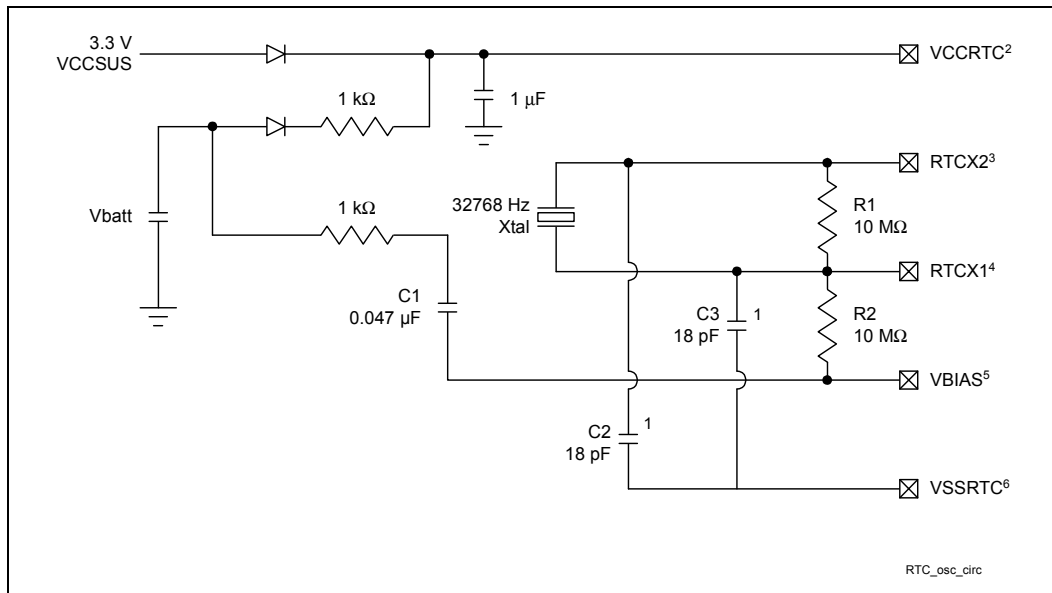 3.3 V
VCCSUS
VCCRTC²
1 kΩ
1 μF
RTCX2³
32768 Hz
Xtal
R1
10 MΩ
Vbatt
1 kΩ
RTCX1⁴
C1
0.047 µF
C3
18 pF
1
R2
10 MΩ
VBIAS⁵
C2
18 pF
1
VSSRTC⁶
RTC_osc_circ